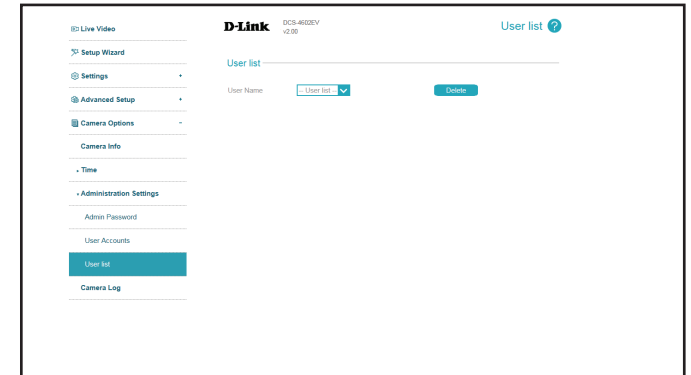 Live Video
Setup Wizard
Settings +
Advanced Setup +
Camera Options -
Camera Info
Time
Administration Settings
Admin Password
User Accounts
User list
Camera Log
D-Link
DCS-4602EV
v2.00
User list ?
User list
User Name
-- User list --
Delete